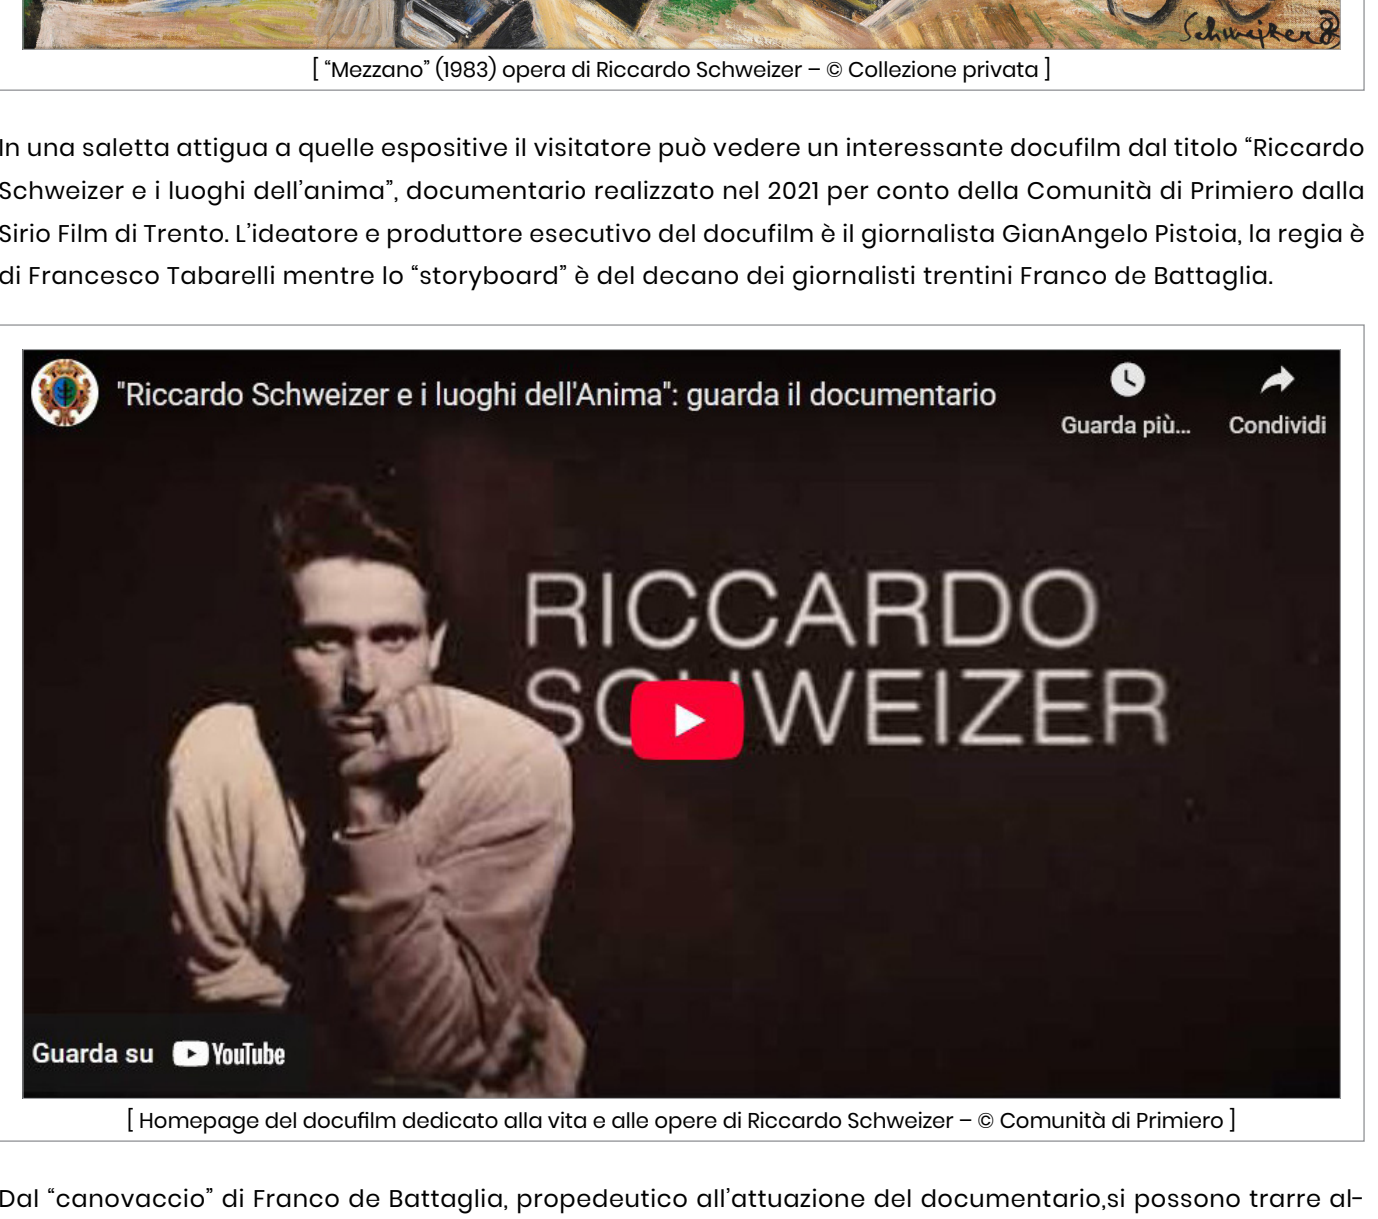 Schweizer R
[ “Mezzano” (1983) opera di Riccardo Schweizer – © Collezione privata ]
In una saletta attigua a quelle espositive il visitatore può vedere un interessante docufilm dal titolo “Riccardo
Schweizer e i luoghi dell’anima”, documentario realizzato nel 2021 per conto della Comunità di Primiero dalla
Sirio Film di Trento. L’ideatore e produttore esecutivo del docufilm è il giornalista GianAngelo Pistoia, la regia è
di Francesco Tabarelli mentre lo “storyboard” è del decano dei giornalisti trentini Franco de Battaglia.
"Riccardo Schweizer e i luoghi dell'Anima": guarda il documentario
Guarda più...
Condividi
RICCARDO
SCHWEIZER
Guarda su YouTube
[ Homepage del docufilm dedicato alla vita e alle opere di Riccardo Schweizer – © Comunità di Primiero ]
Dal “canovaccio” di Franco de Battaglia, propedeutico all’attuazione del documentario,si possono trarre al-